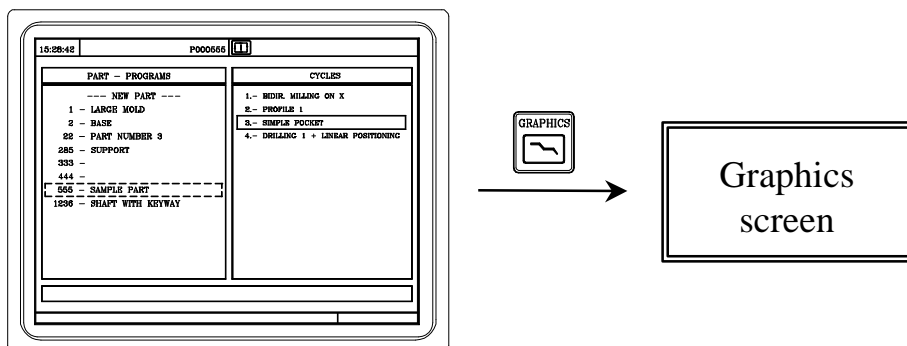 15:28:42 P000555
PART - PROGRAMS
--- NEW PART ---
1 - LARGE MOLD
2 - BASE
22 - PART NUMBER 3
285 - SUPPORT
333 -
444 -
555 - SAMPLE PART
1236 - SHAFT WITH KEYWAY
CYCLES
1.- BIDIR. MILLING ON X
2.- PROFILE 1
3.- SIMPLE POCKET
4.- DRILLING 1 + LINEAR POSITIONING
GRAPHICS
Graphics
screen